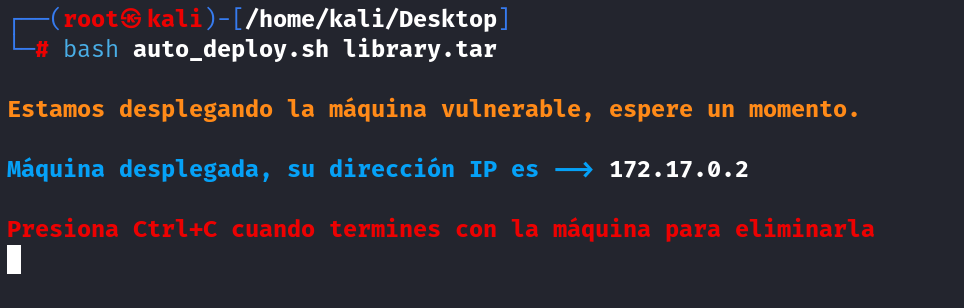 ┌──(root㉿kali)-[/home/kali/Desktop]
└─# bash auto_deploy.sh library.tar
Estamos desplegando la máquina vulnerable, espere un momento.
Máquina desplegada, su dirección IP es --> 172.17.0.2
Presiona Ctrl+C cuando termines con la máquina para eliminarla